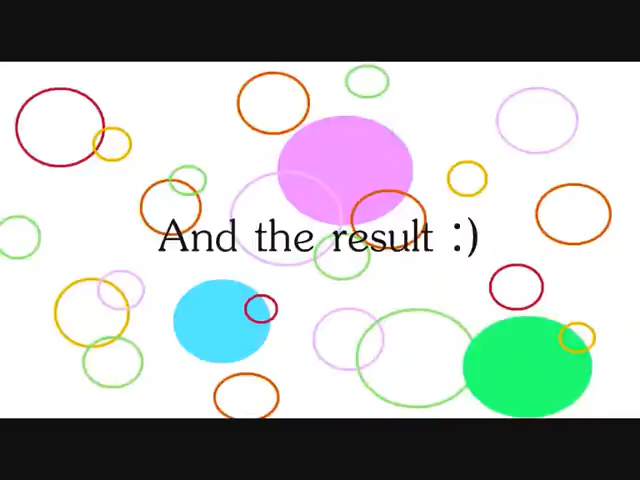 And the result :)